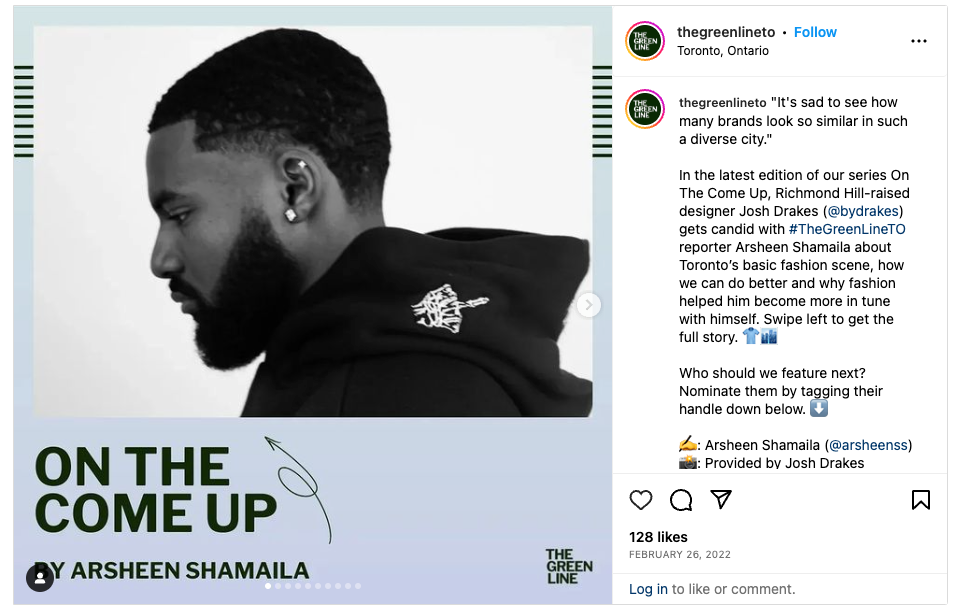 THE
GREEN
LINE
thegreenlineto • Follow
Toronto, Ontario
THE
GREEN
LINE
thegreenlineto "It's sad to see how
many brands look so similar in such
a diverse city."
In the latest edition of our series On
The Come Up, Richmond Hill-raised
designer Josh Drakes (@bydrakes)
gets candid with #TheGreenLineTO
reporter Arsheen Shamaila about
Toronto’s basic fashion scene, how
we can do better and why fashion
helped him become more in tune
with himself. Swipe left to get the
full story. 👕🏙️
Who should we feature next?
Nominate them by tagging their
handle down below. ⬇️
✍️: Arsheen Shamaila (@arsheenss)
📸: Provided by Josh Drakes
128 likes
FEBRUARY 26, 2022
Log in to like or comment.
ON THE
COME UP
BY ARSHEEN SHAMAILA
THE
GREEN
LINE